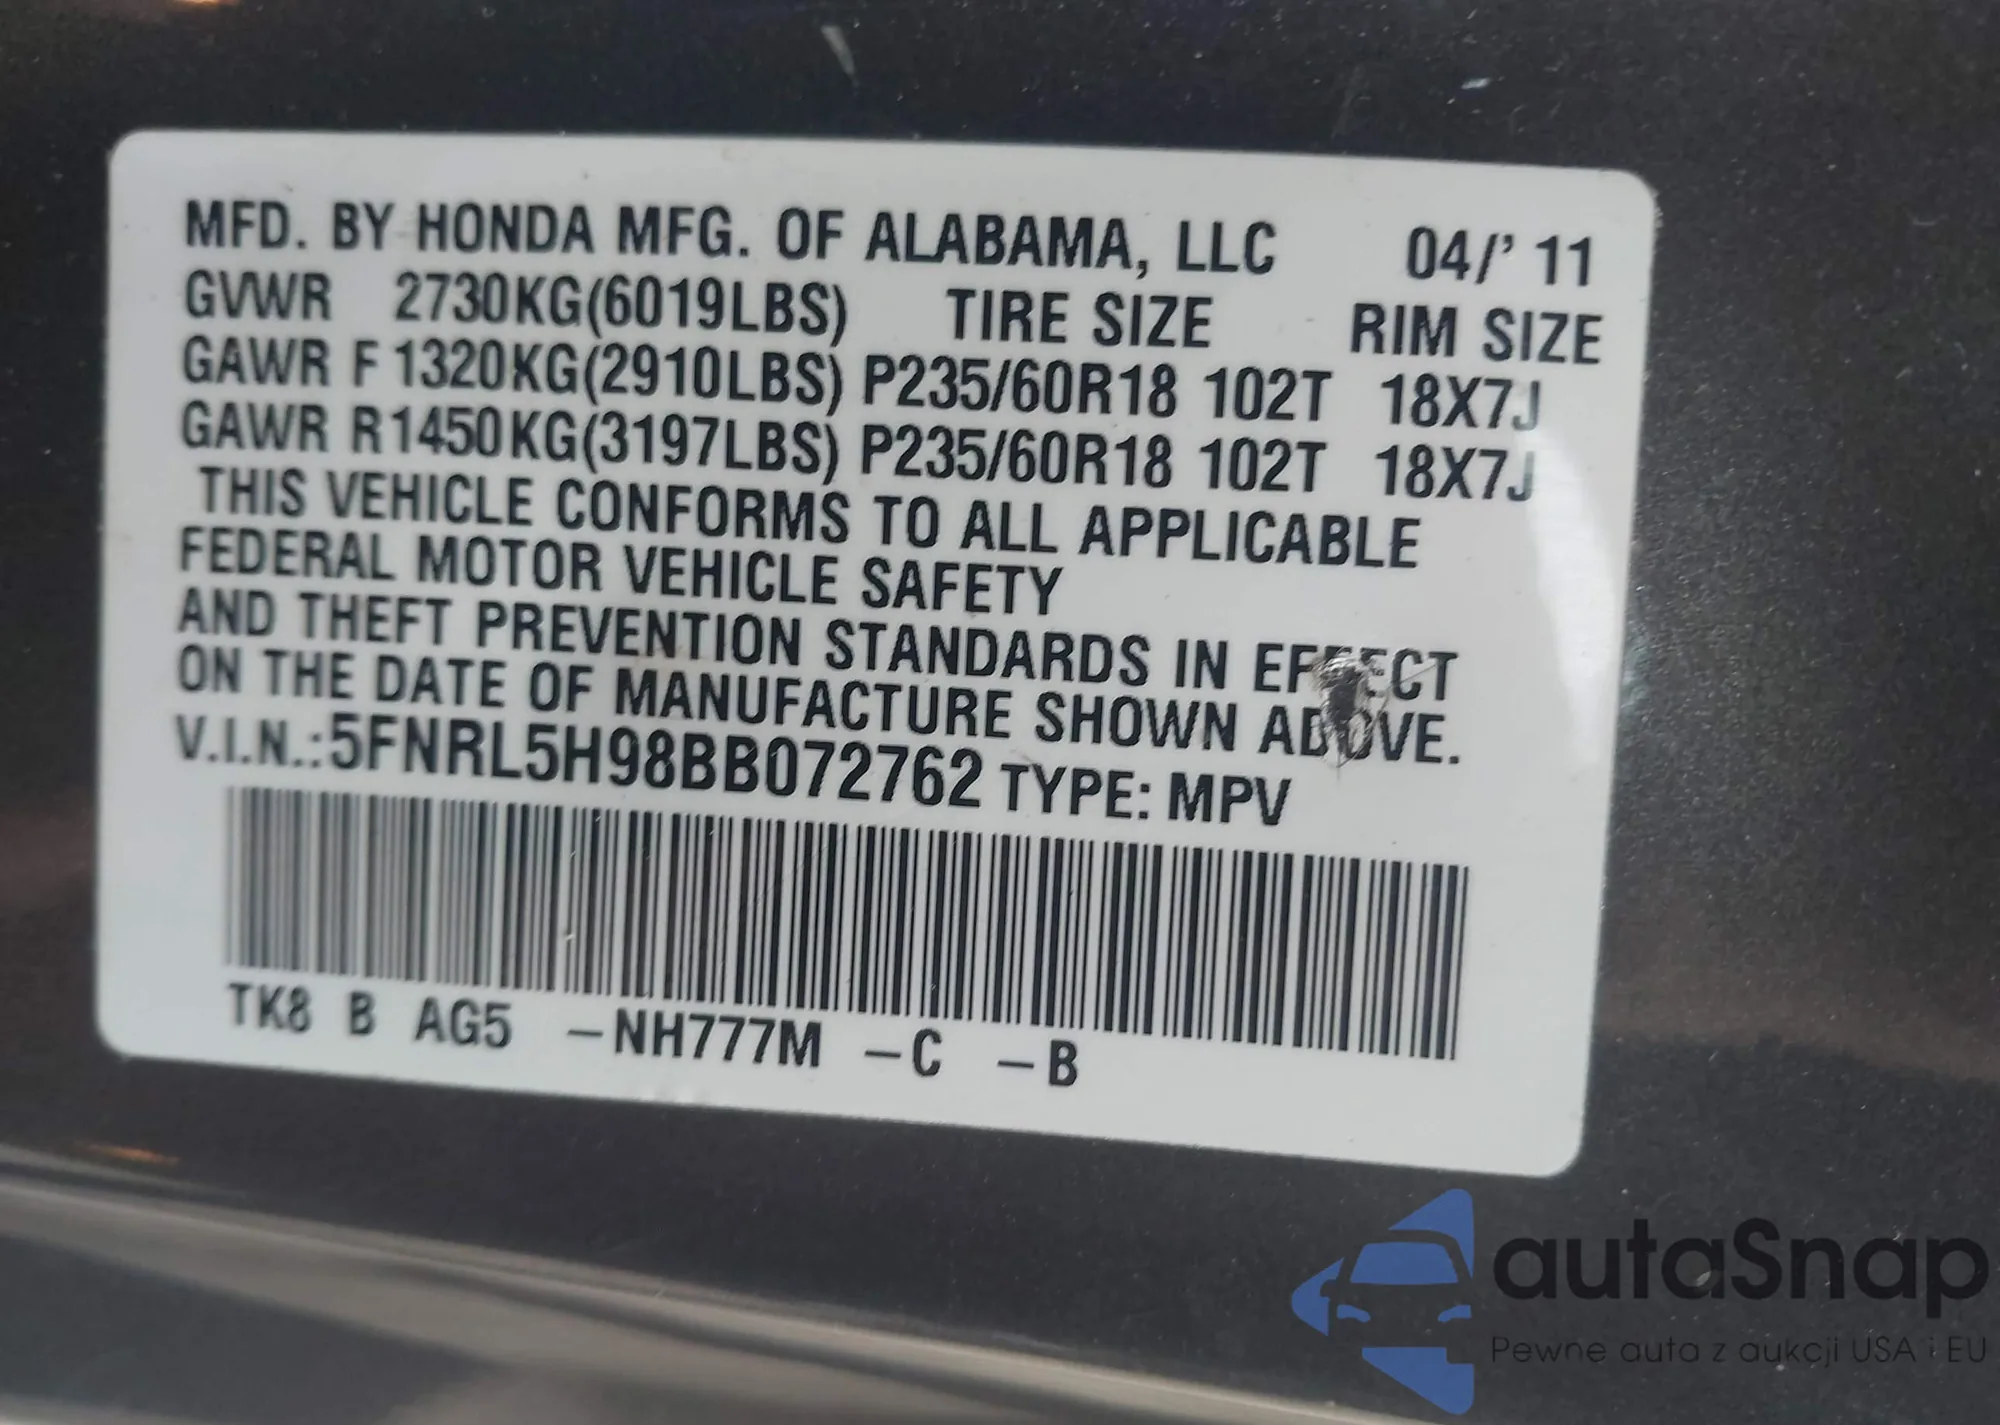 MFD. BY HONDA MFG. OF ALABAMA, LLC 04/' 11
GVWR 2730KG(6019LBS) TIRE SIZE RIM SIZE
GAWR F 1320KG(2910LBS) P235/60R18 102T 18X7J
GAWR R 1450KG(3197LBS) P235/60R18 102T 18X7J
THIS VEHICLE CONFORMS TO ALL APPLICABLE
FEDERAL MOTOR VEHICLE SAFETY
AND THEFT PREVENTION STANDARDS IN EFFECT
ON THE DATE OF MANUFACTURE SHOWN ABOVE.
V.I.N.:5FNRL5H98BB072762 TYPE: MPV
TK8 B AG5 –NH777M –C –B
autaSnap
Pewne auta z aukcji USA i EU